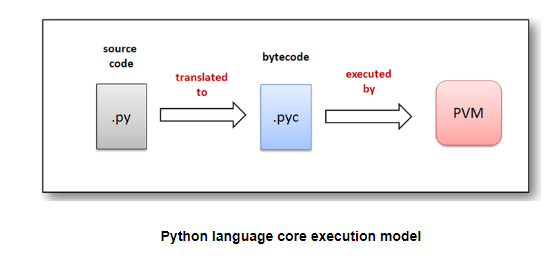 source
code
bytecode
executed
by
translated
to
.py
.pyc
PVM
Python language core execution model